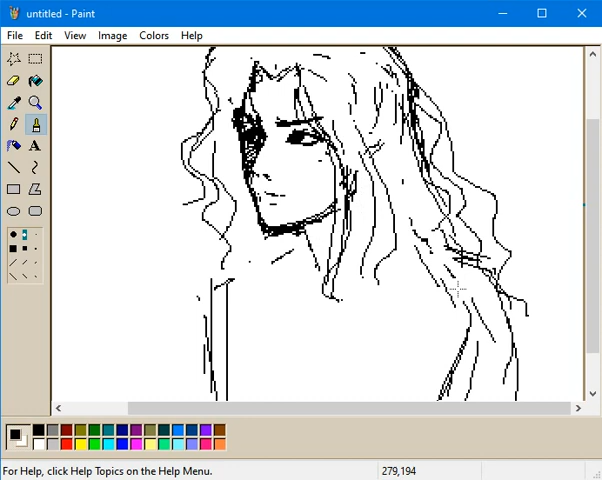 untitled - Paint
File Edit View Image Colors Help
A
For Help, click Help Topics on the Help Menu. 279,194